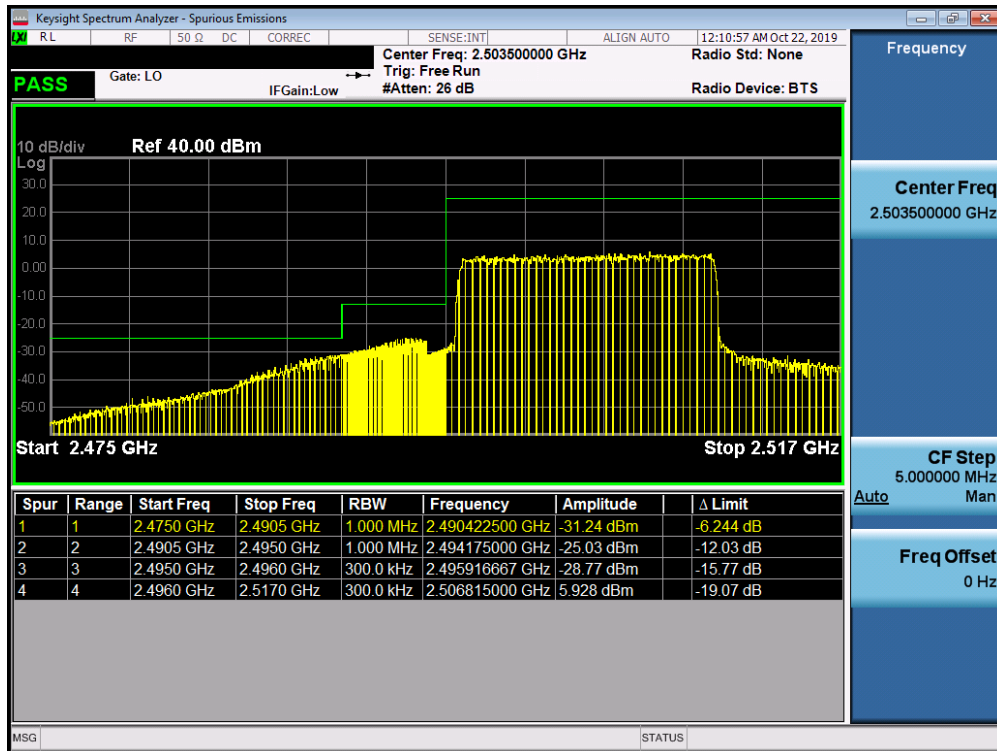 Keysight Spectrum Analyzer - Spurious Emissions
LXI RL RF 50 Ω DC CORREC SENSE:INT ALIGN AUTO 12:10:57 AM Oct 22, 2019
Center Freq: 2.503500000 GHz Radio Std: None
PASS Gate: LO Trig: Free Run
IFGain:Low #Atten: 26 dB Radio Device: BTS
10 dB/div Ref 40.00 dBm
Log
30.0
20.0
10.0
0.00
-10.0
-20.0
-30.0
-40.0
-50.0
Start 2.475 GHz Stop 2.517 GHz
Spur Range Start Freq Stop Freq RBW Frequency Amplitude Δ Limit
1 1 2.4750 GHz 2.4905 GHz 1.000 MHz 2.490422500 GHz -31.24 dBm -6.244 dB
2 2 2.4905 GHz 2.4950 GHz 1.000 MHz 2.494175000 GHz -25.03 dBm -12.03 dB
3 3 2.4950 GHz 2.4960 GHz 300.0 kHz 2.495916667 GHz -28.77 dBm -15.77 dB
4 4 2.4960 GHz 2.5170 GHz 300.0 kHz 2.506815000 GHz 5.928 dBm -19.07 dB
Frequency
Center Freq
2.503500000 GHz
CF Step
5.000000 MHz
Auto Man
Freq Offset
0 Hz
MSG STATUS